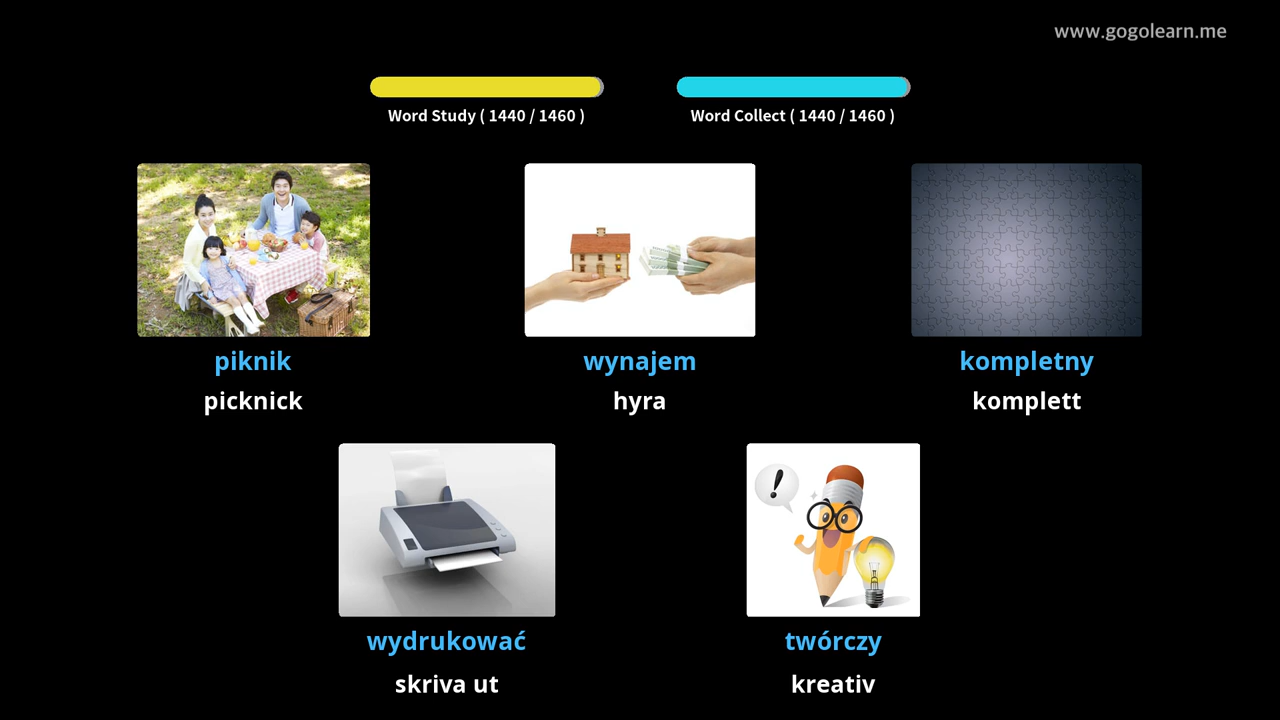 www.gogolearn.me
Word Study ( 1440 / 1460 )
Word Collect ( 1440 / 1460 )
piknik
picknick
wynajem
hyra
kompletny
komplett
wydrukować
skriva ut
!
twórczy
kreativ